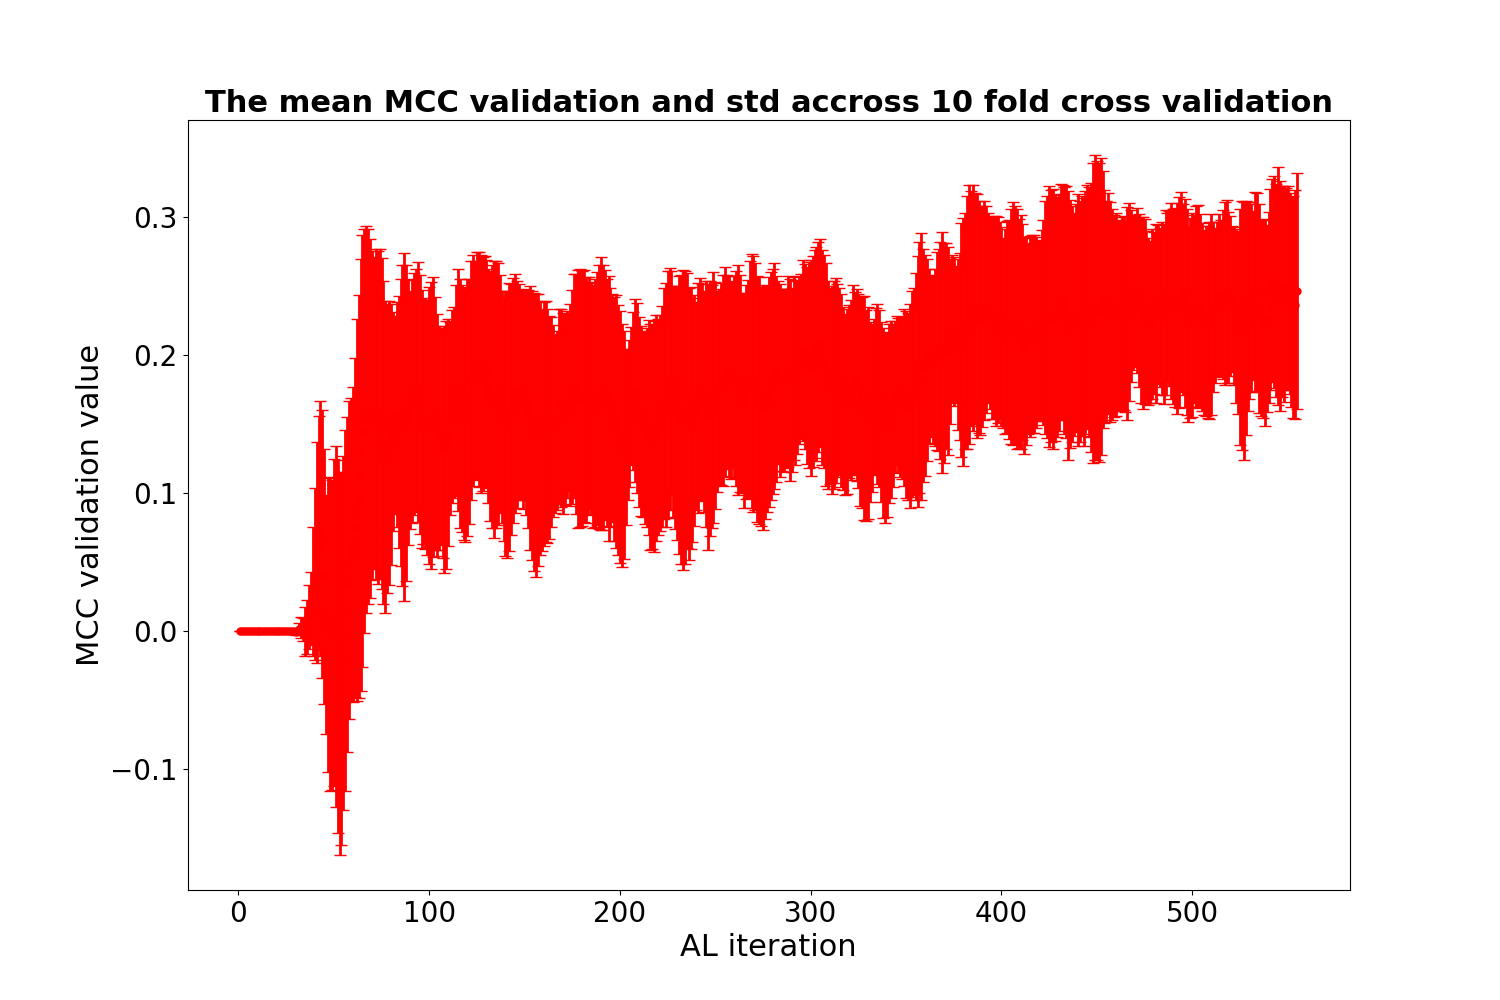 The mean MCC validation and std accross 10 fold cross validation
MCC validation value
0.3
0.2
0.1
0.0
−0.1
0 100 200 300 400 500
AL iteration